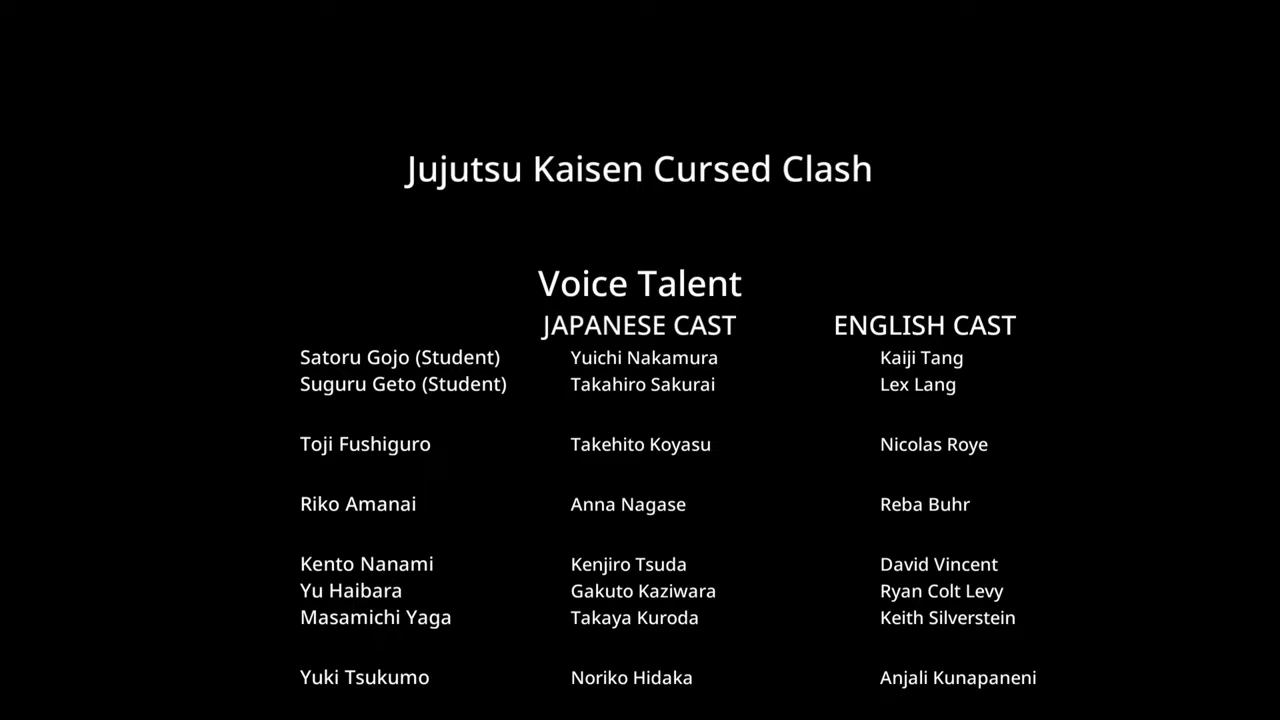 Jujutsu Kaisen Cursed Clash
Voice Talent
JAPANESE CAST ENGLISH CAST
Satoru Gojo (Student) Yuichi Nakamura Kaiji Tang
Suguru Geto (Student) Takahiro Sakurai Lex Lang
Toji Fushiguro Takehito Koyasu Nicolas Roye
Riko Amanai Anna Nagase Reba Buhr
Kento Nanami Kenjiro Tsuda David Vincent
Yu Haibara Gakuto Kaziwara Ryan Colt Levy
Masamichi Yaga Takaya Kuroda Keith Silverstein
Yuki Tsukumo Noriko Hidaka Anjali Kunapaneni